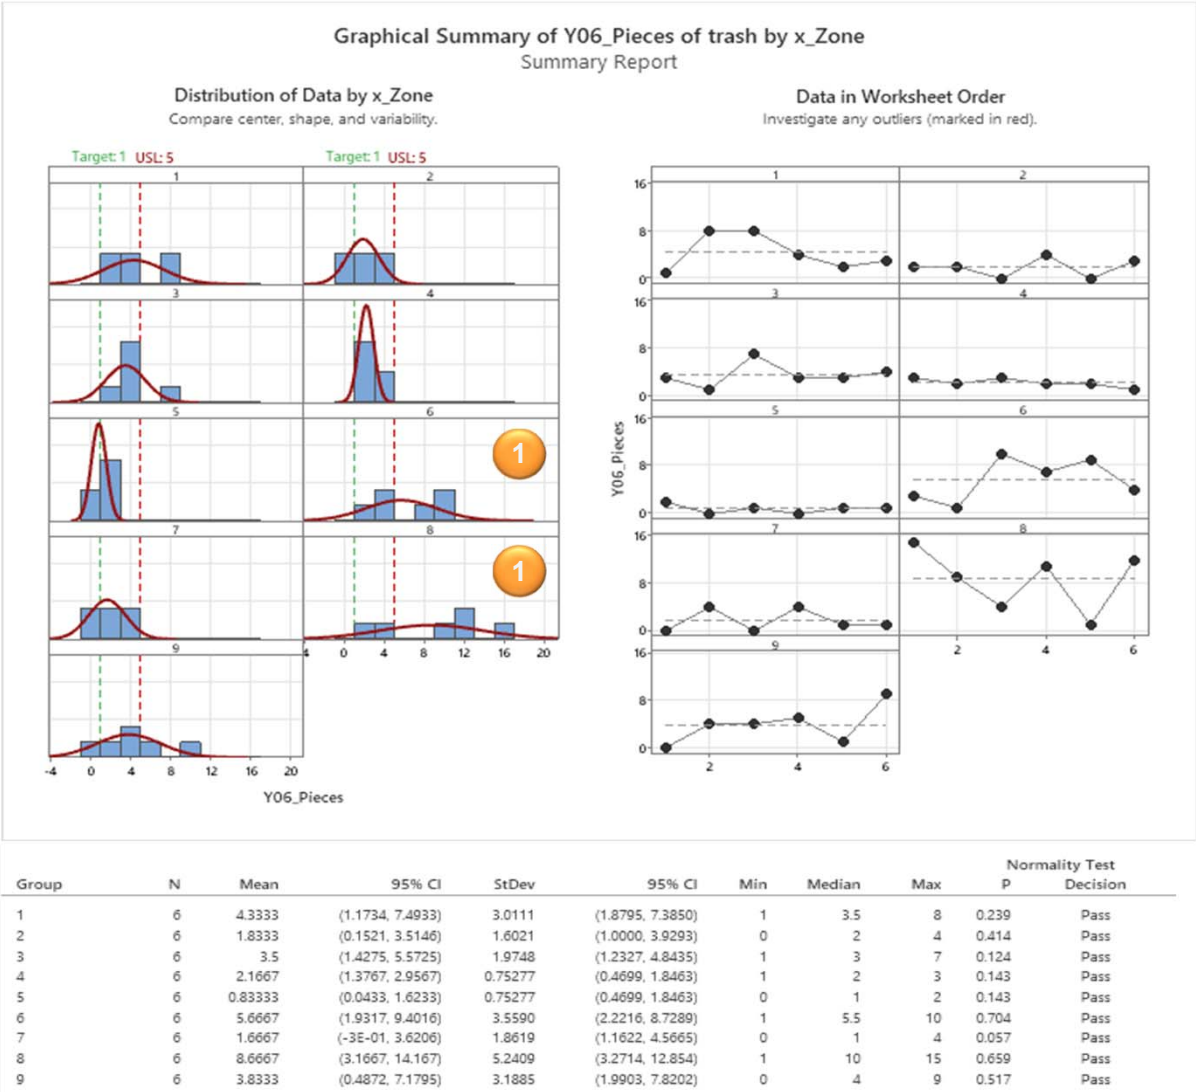 Graphical Summary of Y06_Pieces of trash by x_Zone
Summary Report
Distribution of Data by x_Zone
Compare center, shape, and variability.
Target: 1 USL: 5 Target: 1 USL: 5
1 2
3 4
5 6
1
7 8
1
-4 0 4 8 12 16 20
9
-4 0 4 8 12 16 20
Y06_Pieces
Data in Worksheet Order
Investigate any outliers (marked in red).
1 2
16
8
0
3 4
16
8
0
5 6
16
8
0
7 8
16
8
0
2 4 6
9
16
8
0
2 4 6
Y06_Pieces
Normality Test
Group N Mean 95% CI StDev 95% CI Min Median Max P Decision
1 6 4.3333 (1.1734, 7.4933) 3.0111 (1.8795, 7.3850) 1 3.5 8 0.239 Pass
2 6 1.8333 (0.1521, 3.5146) 1.6021 (1.0000, 3.9293) 0 2 4 0.414 Pass
3 6 3.5 (1.4275, 5.5725) 1.9748 (1.2327, 4.8435) 1 3 7 0.124 Pass
4 6 2.1667 (1.3767, 2.9567) 0.75277 (0.4699, 1.8463) 1 2 3 0.143 Pass
5 6 0.83333 (0.0433, 1.6233) 0.75277 (0.4699, 1.8463) 0 1 2 0.143 Pass
6 6 5.6667 (1.9317, 9.4016) 3.5590 (2.2216, 8.7289) 1 5.5 10 0.704 Pass
7 6 1.6667 (-3E-01, 3.6206) 1.8619 (1.1622, 4.5665) 0 1 4 0.057 Pass
8 6 8.6667 (3.1667, 14.167) 5.2409 (3.2714, 12.854) 1 10 15 0.659 Pass
9 6 3.8333 (0.4872, 7.1795) 3.1885 (1.9903, 7.8202) 0 4 9 0.517 Pass